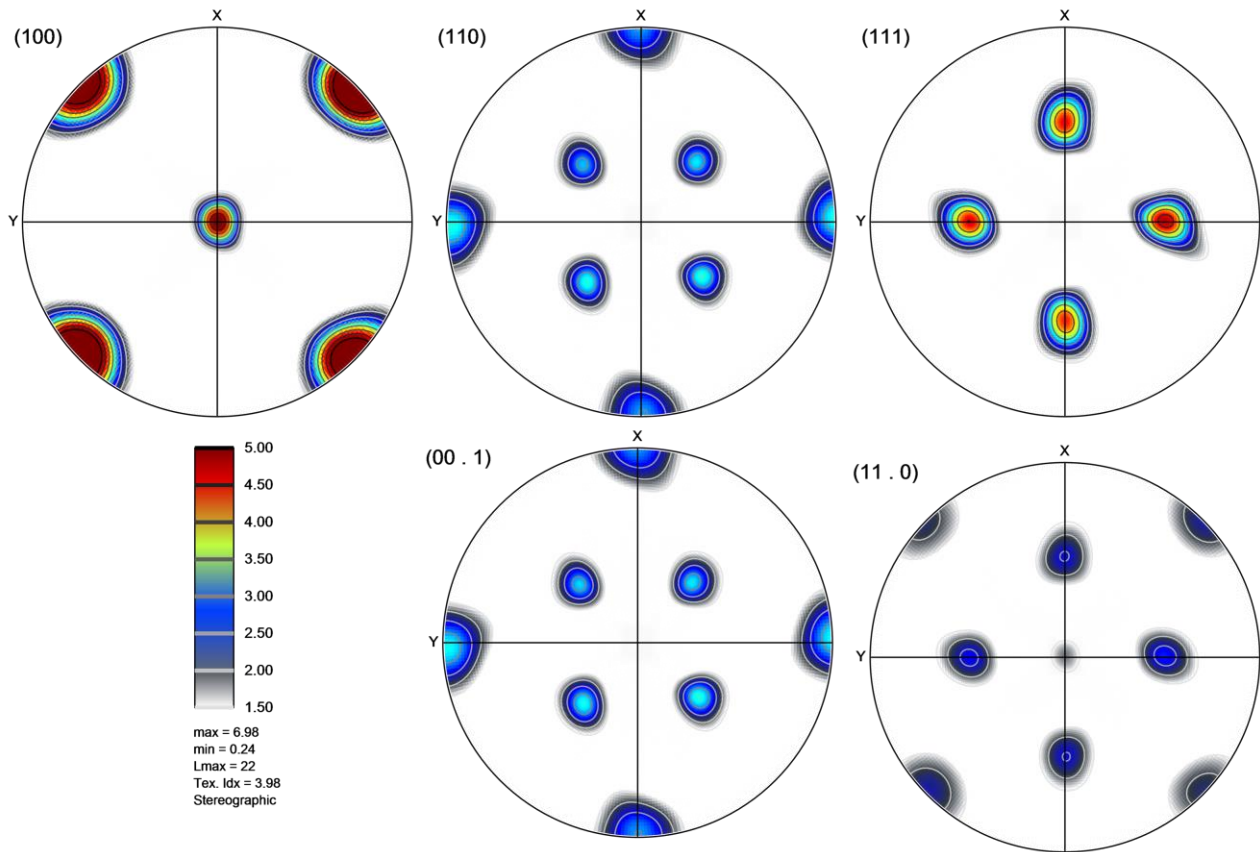 X
X
X
(100)
(110)
(111)
Y
Y
Y
5.00
4.50
4.00
3.50
3.00
2.50
2.00
1.50
max = 6.98
min = 0.24
Lmax = 22
Tex. Idx = 3.98
Stereographic
X
(00 . 1)
Y
X
(11 . 0)
Y